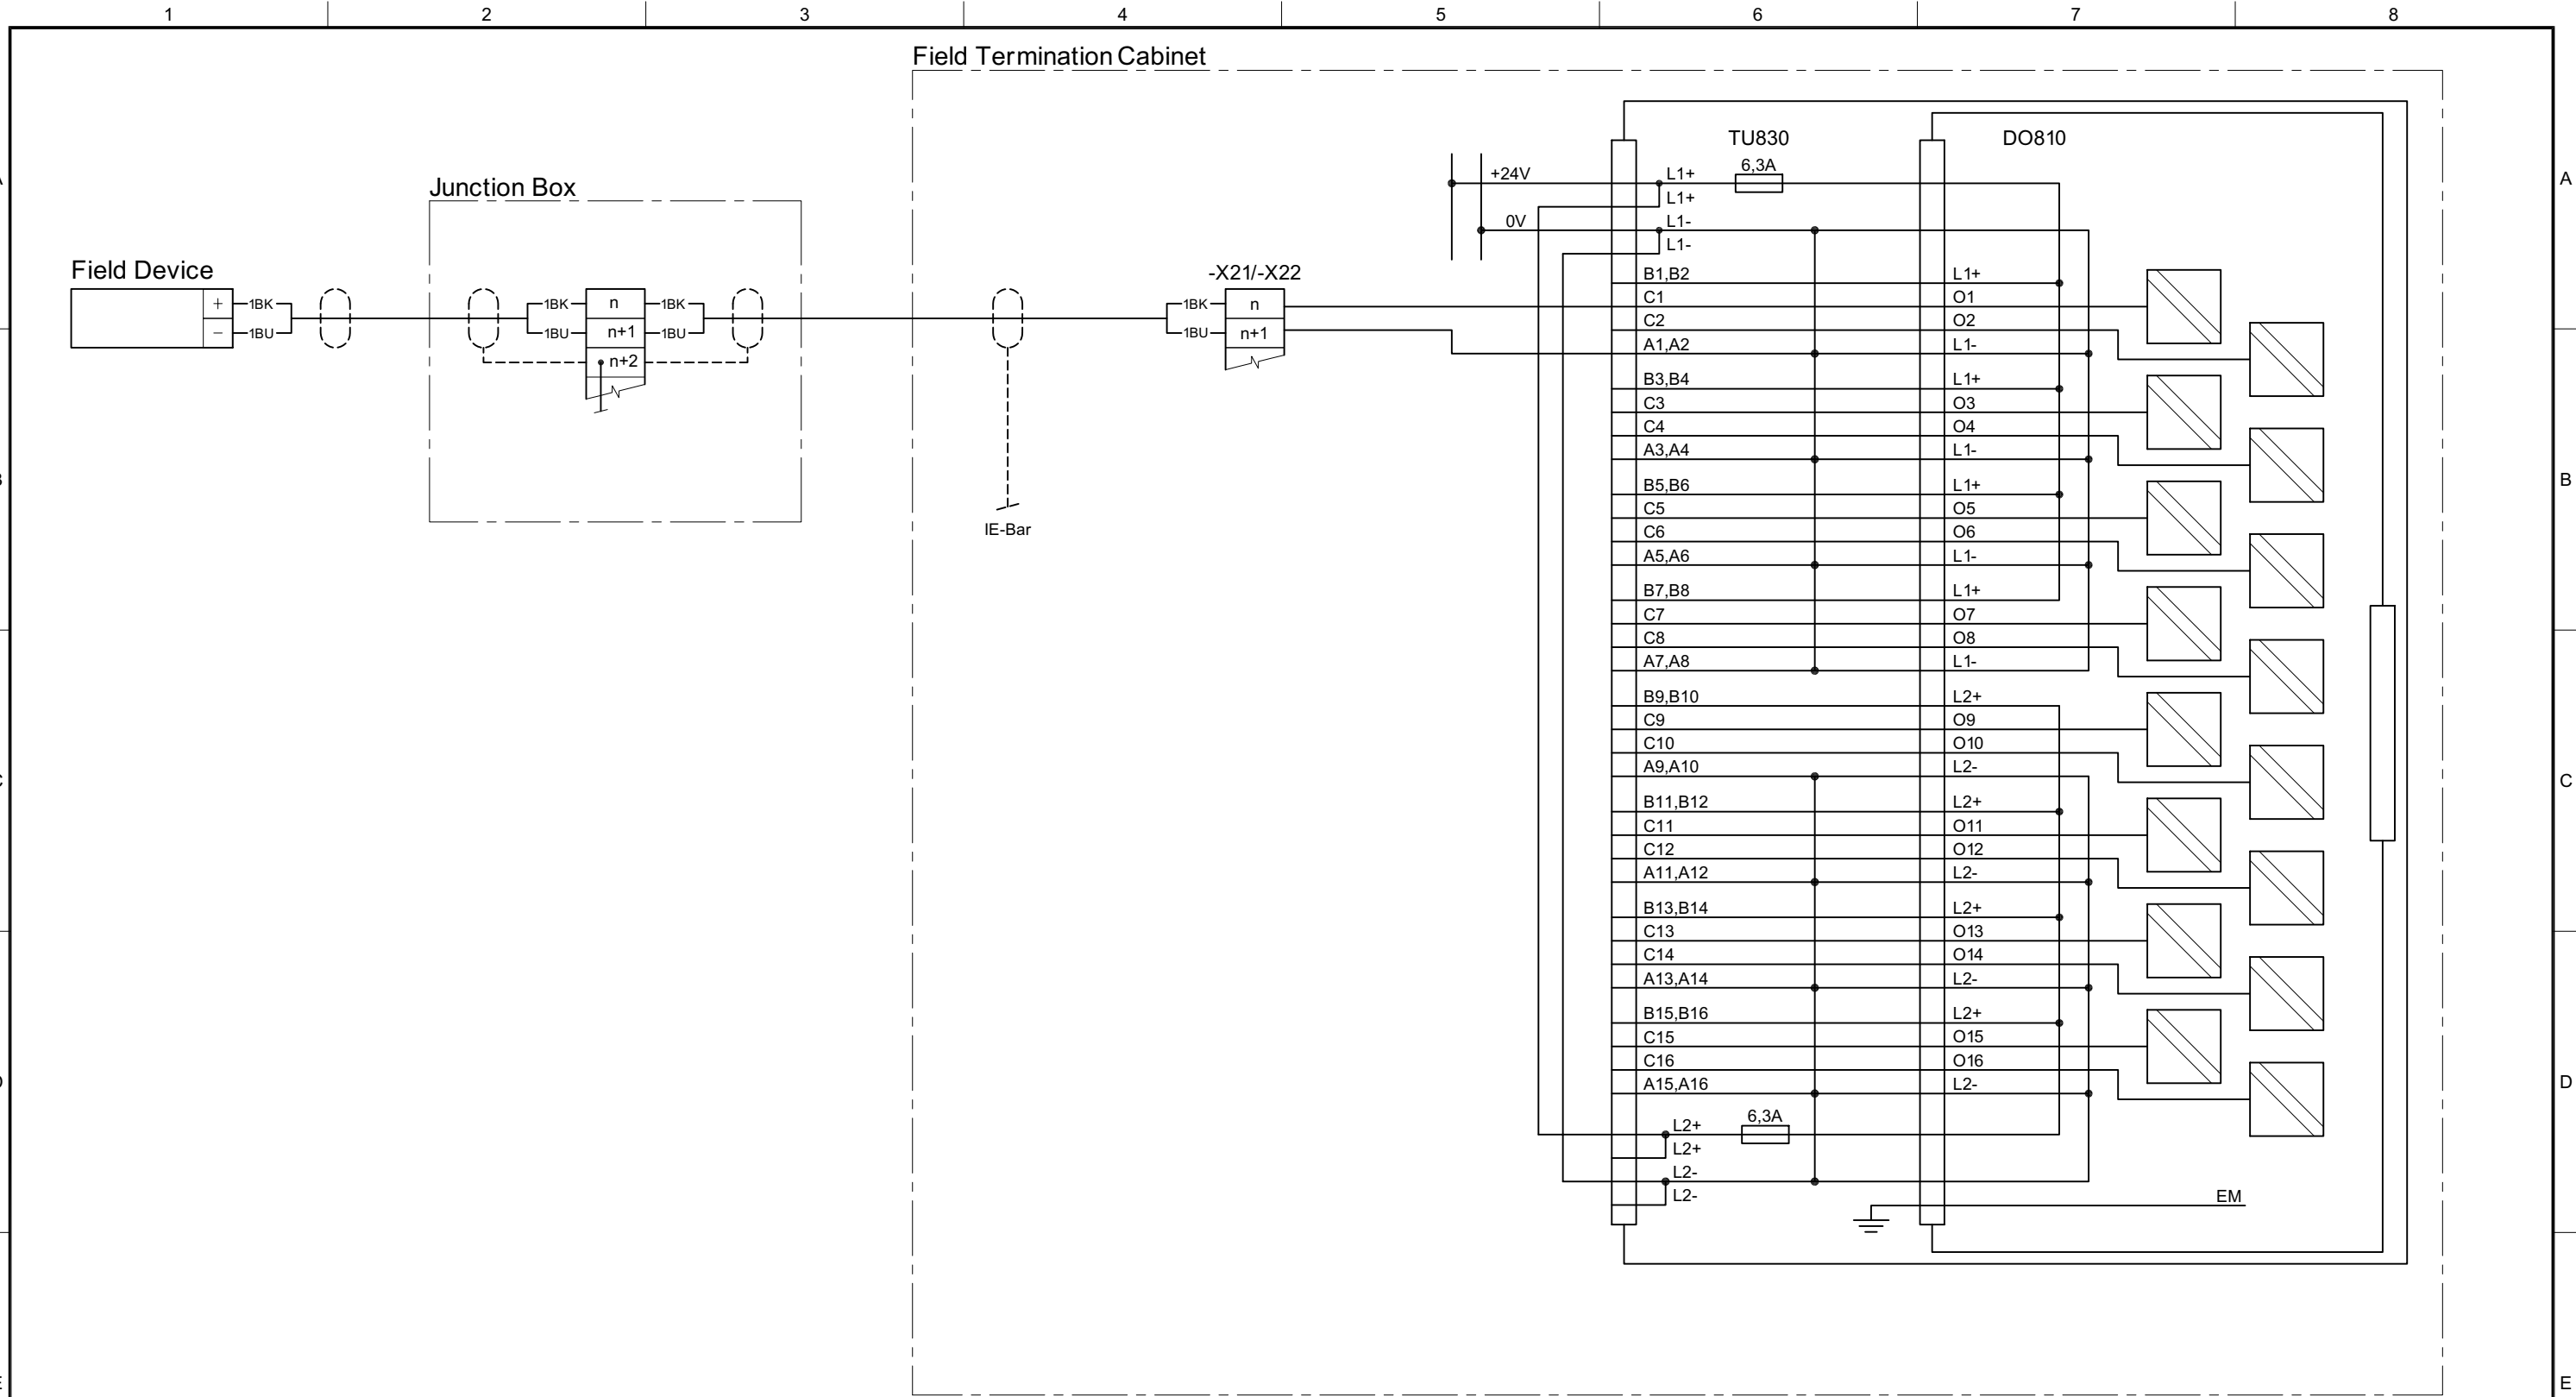 1 2 3 4 5 6 7 8
Field Termination Cabinet
TU830 DO810
+24V L1+ 6,3A
L1+
0V L1-
L1-
A
Junction Box
Field Device
+ 1BK
– 1BU
1BK n 1BK
1BU n+1 1BU
n+2
-X21/-X22
1BK n
1BU n+1
IE-Bar
B1,B2 L1+
C1 O1
C2 O2
A1,A2 L1-
B3,B4 L1+
C3 O3
C4 O4
A3,A4 L1-
B
B5,B6 L1+
C5 O5
C6 O6
A5,A6 L1-
B7,B8 L1+
C7 O7
C8 O8
A7,A8 L1-
B9,B10 L2+
C9 O9
C10 O10
A9,A10 L2-
C
B11,B12 L2+
C11 O11
C12 O12
A11,A12 L2-
B13,B14 L2+
C13 O13
C14 O14
A13,A14 L2-
B15,B16 L2+
C15 O15
C16 O16
A15,A16 L2-
D
L2+ 6,3A
L2+
L2-
L2-
EM
E